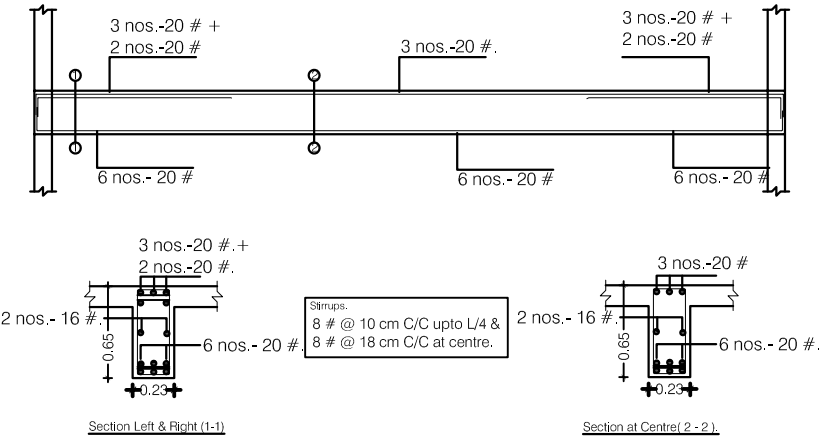 3 nos.-20 # +
2 nos.-20 #
3 nos.-20 #.
3 nos.-20 # +
2 nos.-20 #
6 nos.- 20 #
6 nos.- 20 #
6 nos.- 20 #
3 nos.-20 #.+
2 nos.-20 #.
2 nos.- 16 #.
6 nos.- 20 #.
0.65
0.23
Section Left & Right (1-1)
Stirrups.
8 # @ 10 cm C/C upto L/4 &
8 # @ 18 cm C/C at centre.
3 nos.-20 #
2 nos.- 16 #.
6 nos.- 20 #.
0.65
0.23
Section at Centre( 2 - 2 ).